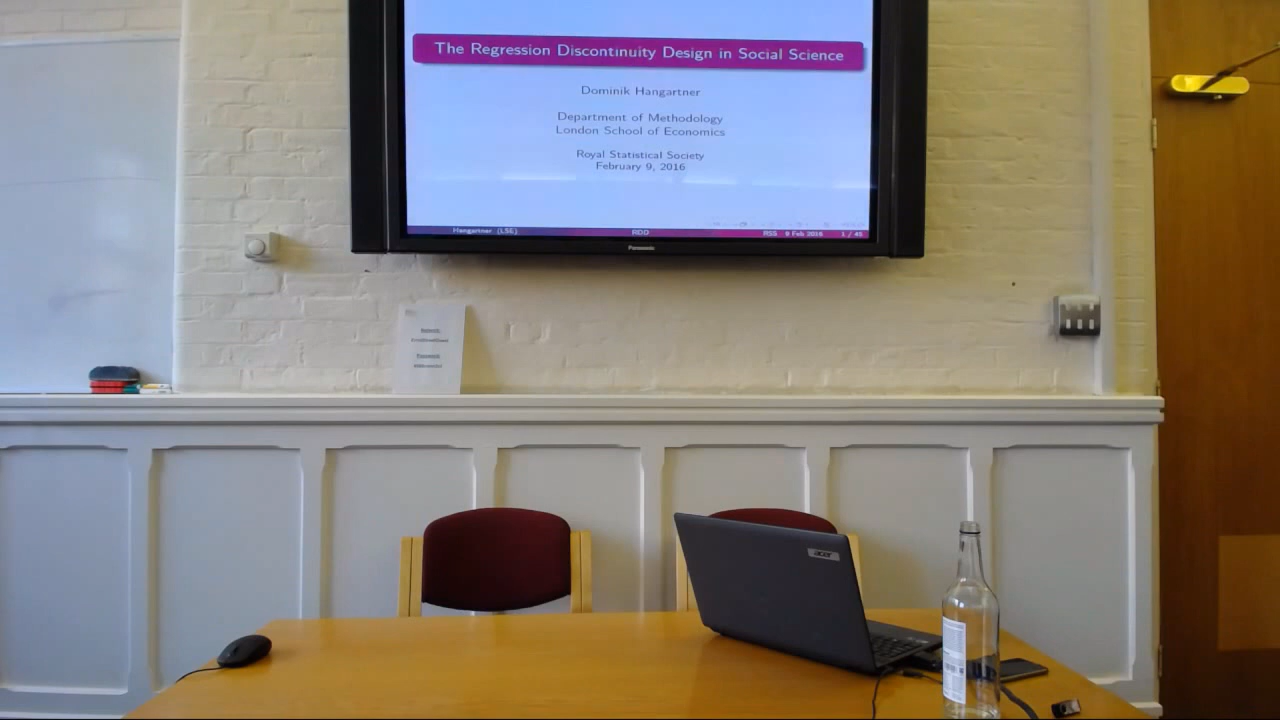 The Regression Discontinuity Design in Social Science
Dominik Hangartner
Department of Methodology
London School of Economics
Royal Statistical Society
February 9, 2016
Hangartner (LSE)
RDD
RSS 9 Feb 2016
1 / 45
Panasonic
acer